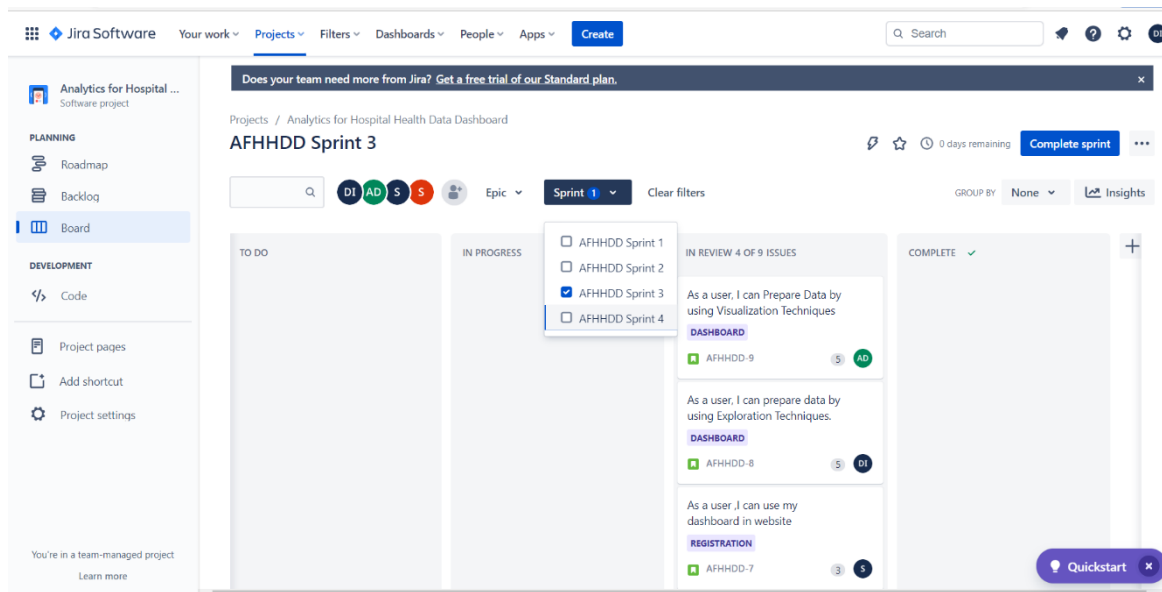 Jira Software Your work Projects Filters Dashboards People Apps Create Search DI
Does your team need more from Jira? Get a free trial of our Standard plan.
Analytics for Hospital ...
Software project
PLANNING
Roadmap
Backlog
Board
DEVELOPMENT
Code
Project pages
Add shortcut
Project settings
You're in a team-managed project
Learn more
Projects / Analytics for Hospital Health Data Dashboard
AFHHDD Sprint 3
0 days remaining Complete sprint
DI AD S S Epic Sprint 1 Clear filters GROUP BY None Insights
AFHHDD Sprint 1
AFHHDD Sprint 2
AFHHDD Sprint 3
AFHHDD Sprint 4
TO DO
IN PROGRESS
IN REVIEW 4 OF 9 ISSUES
As a user, I can Prepare Data by
using Visualization Techniques
DASHBOARD
AFHHDD-9 5 AD
As a user, I can prepare data by
using Exploration Techniques.
DASHBOARD
AFHHDD-8 5 DI
As a user ,I can use my
dashboard in website
REGISTRATION
AFHHDD-7 3 S
COMPLETE
Quickstart